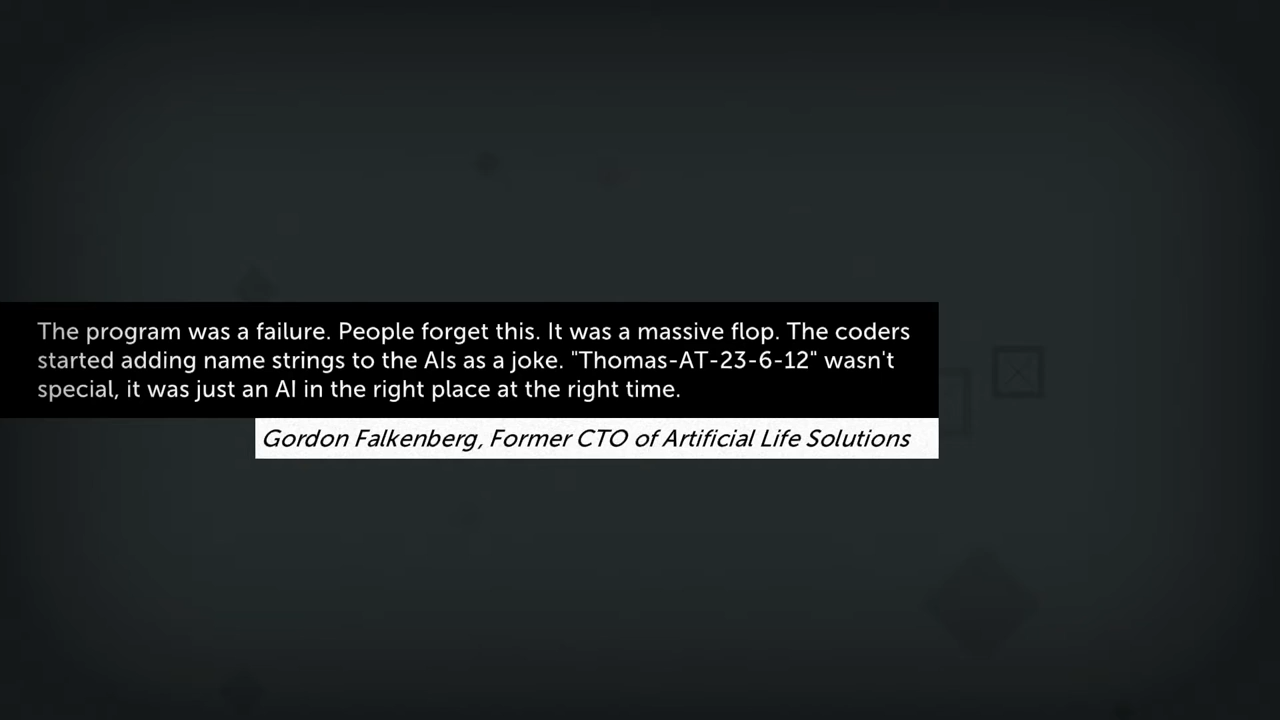 The program was a failure. People forget this. It was a massive flop. The coders
started adding name strings to the AIs as a joke. "Thomas-AT-23-6-12" wasn't
special, it was just an AI in the right place at the right time.
Gordon Falkenberg, Former CTO of Artificial Life Solutions